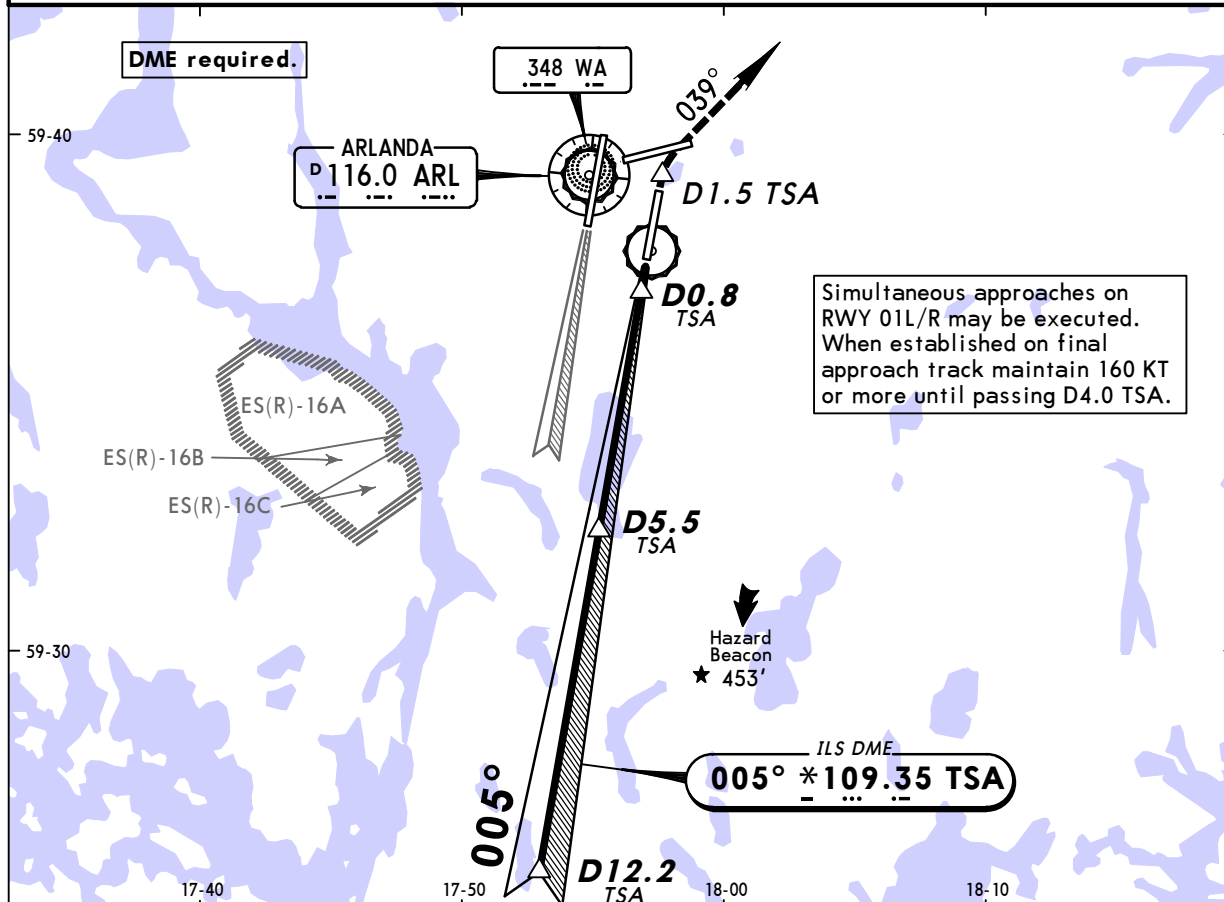 DME required.
348 WA
039°
59-40
ARLANDA
D 116.0 ARL
D1.5 TSA
D0.8
TSA
Simultaneous approaches on
RWY 01L/R may be executed.
When established on final
approach track maintain 160 KT
or more until passing D4.0 TSA.
ES(R)-16A
ES(R)-16B
ES(R)-16C
D5.5
TSA
59-30
Hazard
Beacon
453'
ILS DME
005° *109.35 TSA
005°
D12.2
TSA
17-40
17-50
18-00
18-10